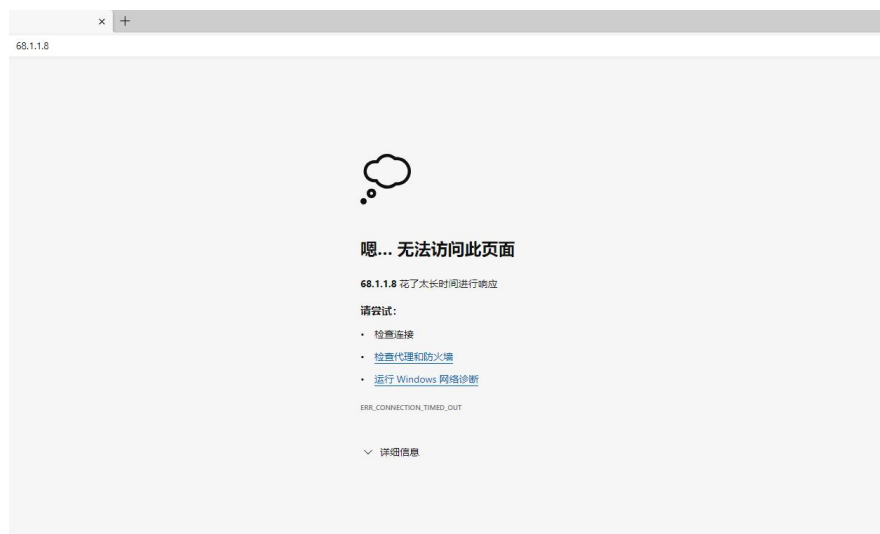 68.1.1.8
嗯... 无法访问此页面
68.1.1.8 花了太长时间进行响应
请尝试:
• 检查连接
• 检查代理和防火墙
• 运行 Windows 网络诊断
ERR_CONNECTION_TIMED_OUT
详细信息